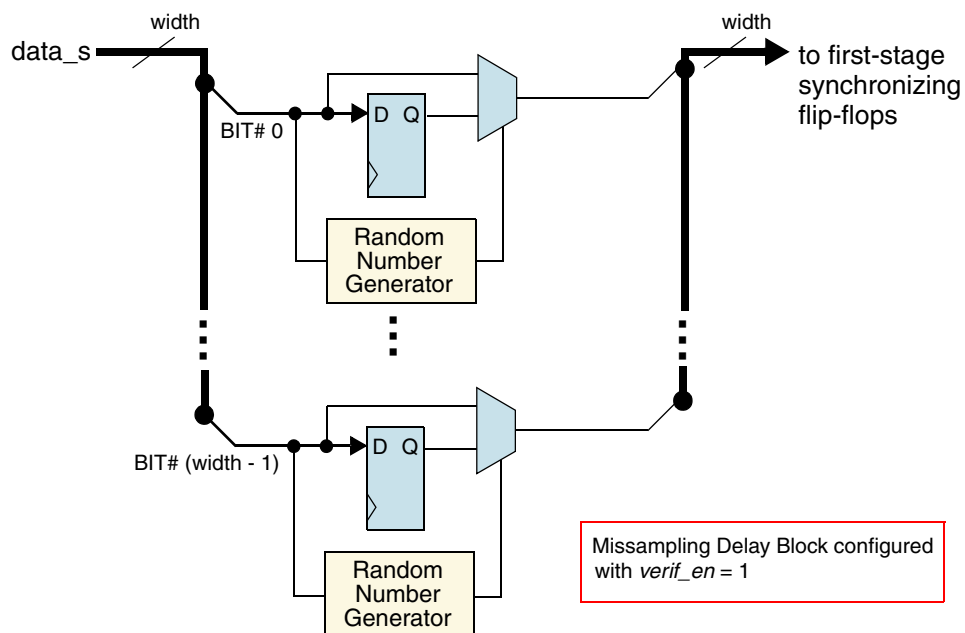 width
width
data_s
to first-stage
synchronizing
flip-flops
BIT# 0
D Q
Random
Number
Generator
BIT# (width - 1)
D Q
Random
Number
Generator
Missampling Delay Block configured
with verif_en = 1